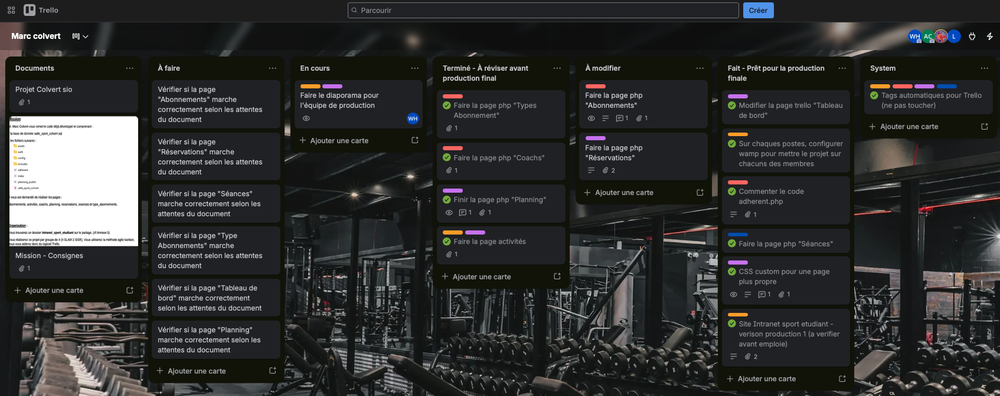 Trello
Parcourir
Créer
Marc colvert
WH
AC
L
Documents
Projet Colvert sio
1
Mission
M. Marc Colvert vous remet le code déjà développé et comprenant :
la base de donnée salle_sport_colvert.sql
les fichiers suivants :
assets
auth
config
includes
adherent
index
planning_public
salle_sport_colvert
vous est demandé de réaliser les pages :
abonnements, activités, coachs, planning, reservations, seances et type_abonnements.
Organisation :
Vous trouverez un dossier intranet_sport_etudiant sur le partage. (cf Annexe 5)
Vous réaliserez ce projet par groupe de 4 (4 SLAM 2 SISR). Vous utiliserez la méthode agile kanban,
vous vous aiderez donc du logiciel Trello.
Mission - Consignes
1
Ajouter une carte
À faire
Vérifier si la page
"Abonnements" marche
correctement selon les attentes
du document
Vérifier si la page
"Réservations" marche
correctement selon les attentes
du document
Vérifier si la page "Séances"
marche correctement selon les
attentes du document
Vérifier si la page "Type
Abonnements" marche
correctement selon les attentes
du document
Vérifier si la page "Tableau de
bord" marche correctement
selon les attentes du document
Vérifier si la page "Planning"
marche correctement selon les
attentes du document
Ajouter une carte
En cours
Faire le diaporama pour
l'équipe de production
WH
Ajouter une carte
Terminé - À réviser avant
production final
Faire la page php "Types
Abonnement"
1
Faire la page php "Coachs"
1
Finir la page php "Planning"
1 1
Faire la page activités
1
Ajouter une carte
À modifier
Faire la page php
"Abonnements"
1 1
Faire la page php
"Réservations"
2
Ajouter une carte
Fait - Prêt pour la production
finale
Modifier la page trello "Tableau
de bord"
Sur chaques postes, configurer
wamp pour mettre le projet sur
chacuns des membres
Commenter le code
adherent.php
1
Faire la page php "Séances"
CSS custom pour une page
plus propre
1 1
Site Intranet sport etudiant -
verison production 1 (a verifier
avant emploie)
2
Ajouter une carte
System
Tags automatiques pour Trello
(ne pas toucher)
Ajouter une carte